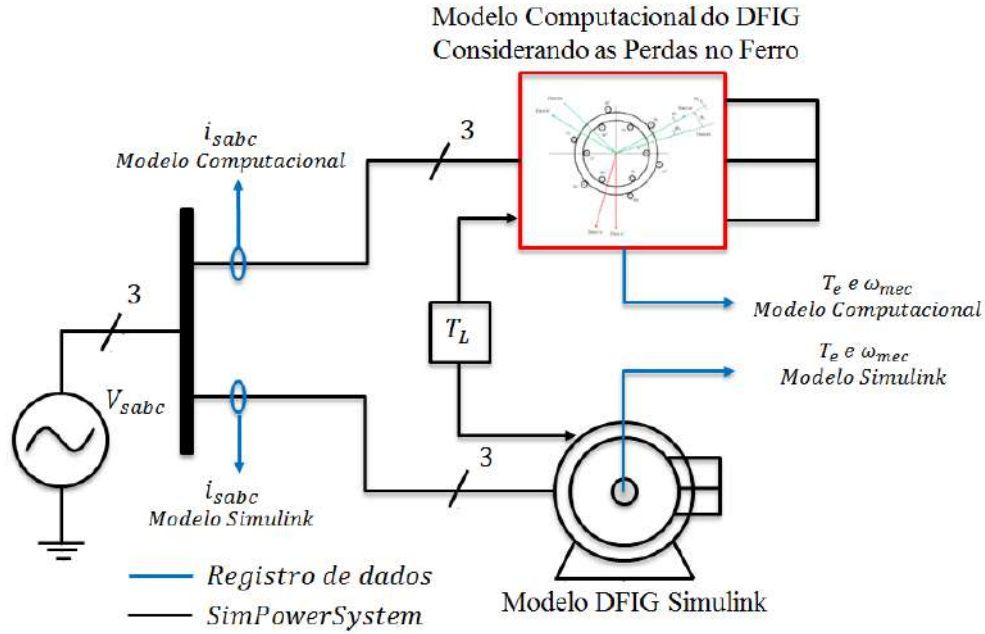 Modelo Computacional do DFIG
Considerando as Perdas no Ferro
3
i_sabc
Modelo Computacional
3
V_sabc
T_L
T_e e ω_mec
Modelo Computacional
T_e e ω_mec
Modelo Simulink
3
i_sabc
Modelo Simulink
Registro de dados
SimPowerSystem
Modelo DFIG Simulink